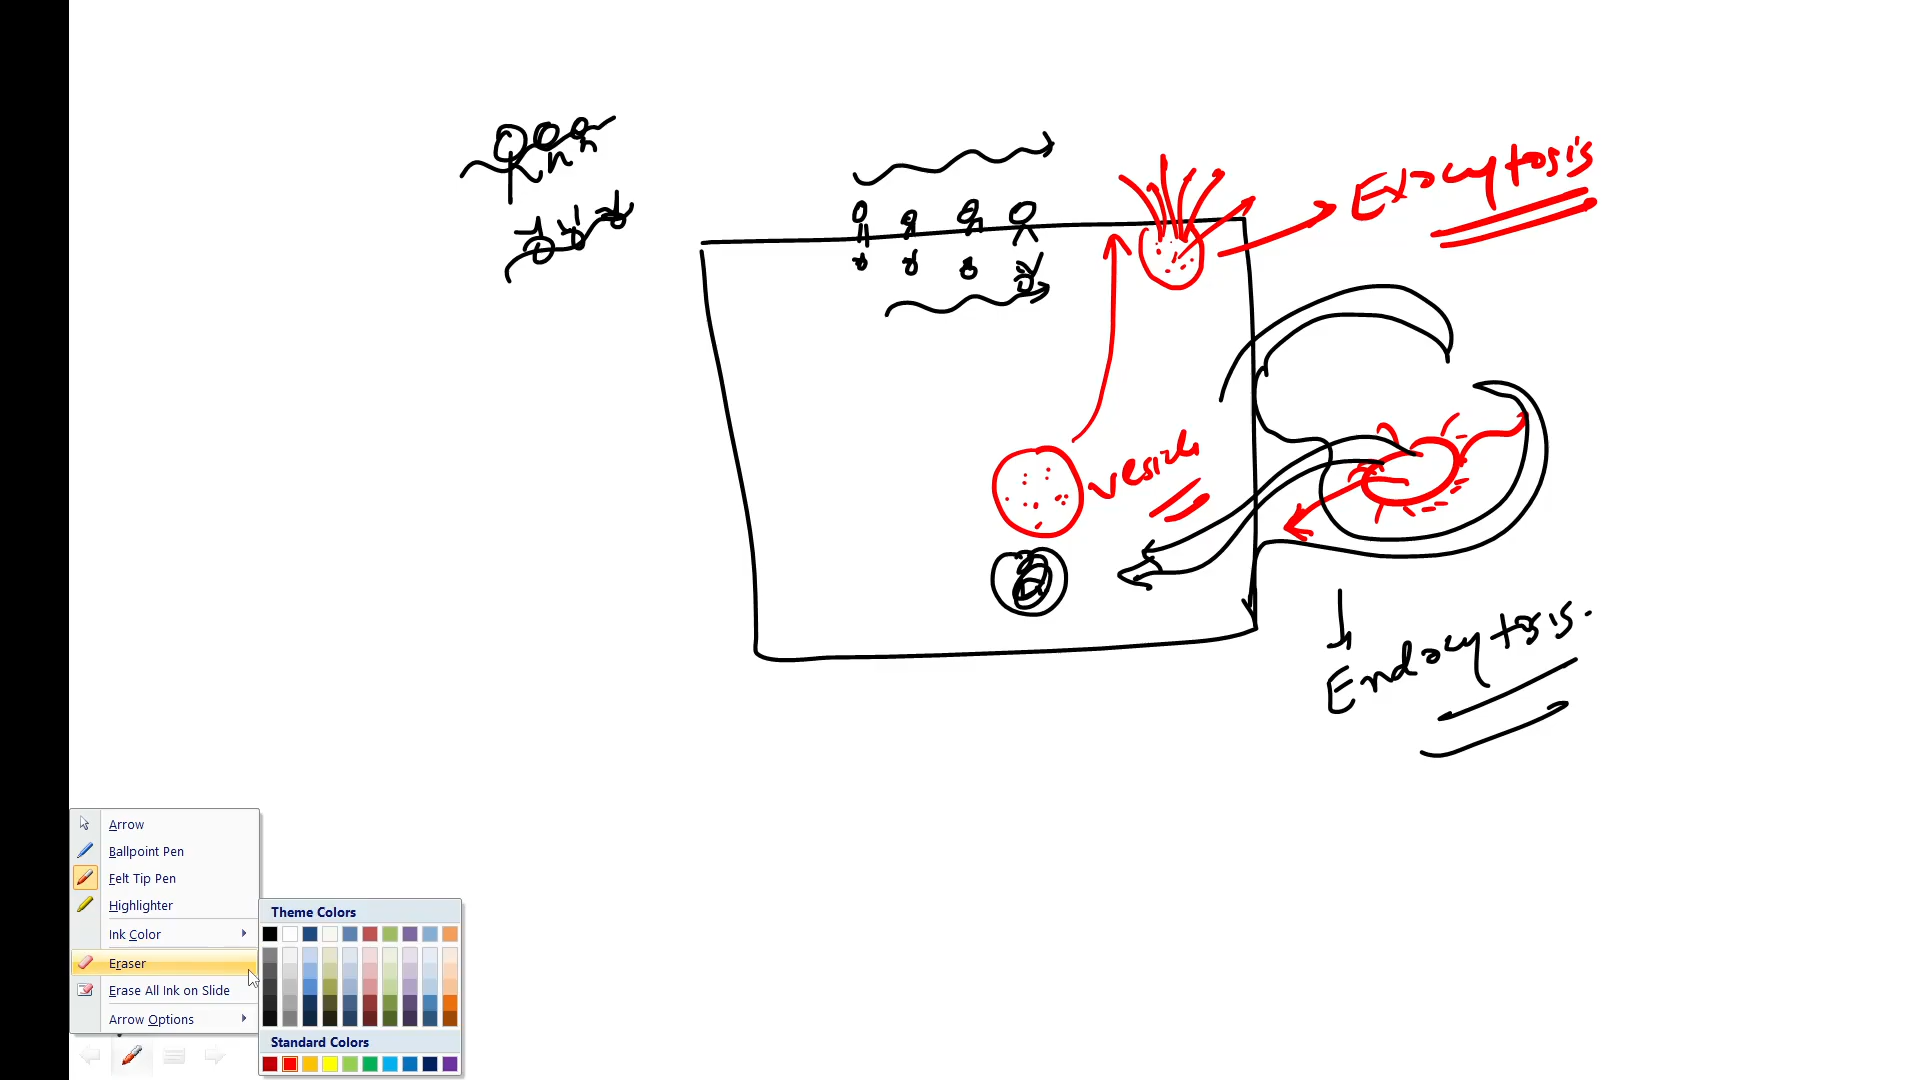 Exocytosis
vesicle
Endocytosis.
Arrow
Ballpoint Pen
Felt Tip Pen
Highlighter
Ink Color
Eraser
Erase All Ink on Slide
Arrow Options
Theme Colors
Standard Colors